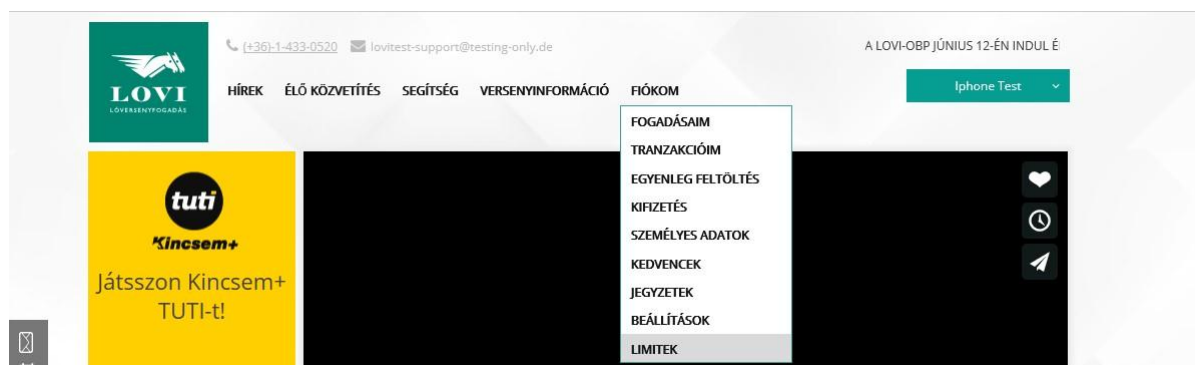 (+36)-1-433-0520 lovitest-support@testing-only.de
A LOVI-OBP JÚNIUS 12-ÉN INDUL É
LOVI
LÓVERSENYFOGADÁS
HÍREK ÉLŐ KÖZVETÍTÉS SEGÍTSÉG VERSENYINFORMÁCIÓ FIÓKOM
Iphone Test
FOGADÁSAIM
TRANZAKCIÓIM
EGYENLEG FELTÖLTÉS
KIFIZETÉS
SZEMÉLYES ADATOK
KEDVENCEK
JEGYZETEK
BEÁLLÍTÁSOK
LIMITEK
tuti
Kincsem+
Játsszon Kincsem+
TUTI-t!